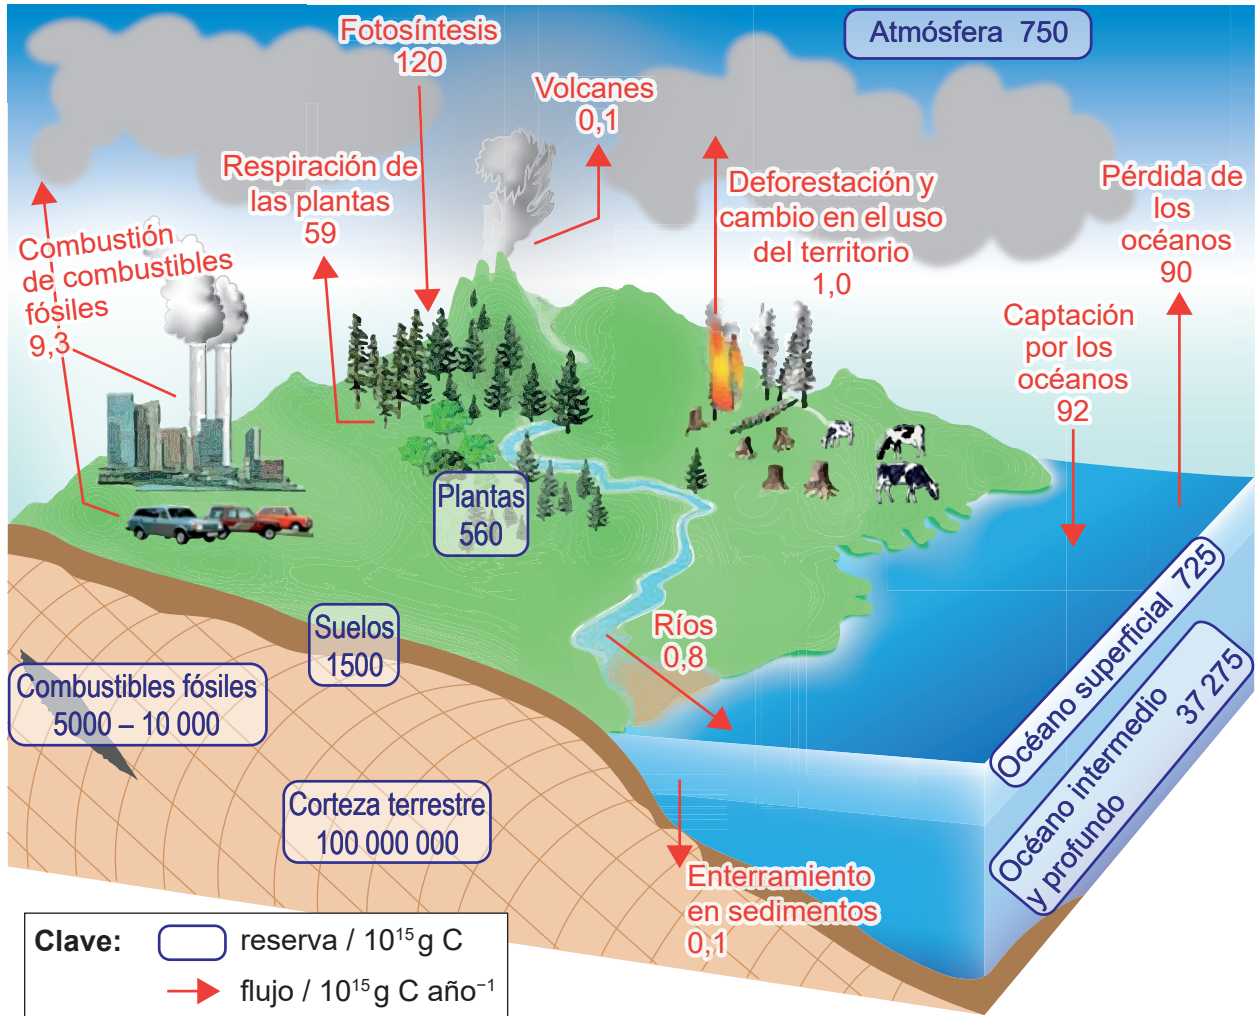 Atmósfera 750
Fotosíntesis
120
Volcanes
0,1
Respiración de
las plantas
59
Deforestación y
cambio en el uso
del territorio
1,0
Pérdida de
los
océanos
90
Combustión
de combustibles
fósiles
9,3
Captación
por los
océanos
92
Plantas
560
Suelos
1500
Ríos
0,8
Combustibles fósiles
5000 – 10 000
Océano superficial 725
Océano intermedio
y profundo 37 275
Corteza terrestre
100 000 000
Enterramiento
en sedimentos
0,1
Clave:
reserva / 10¹⁵ g C
flujo / 10¹⁵ g C año⁻¹